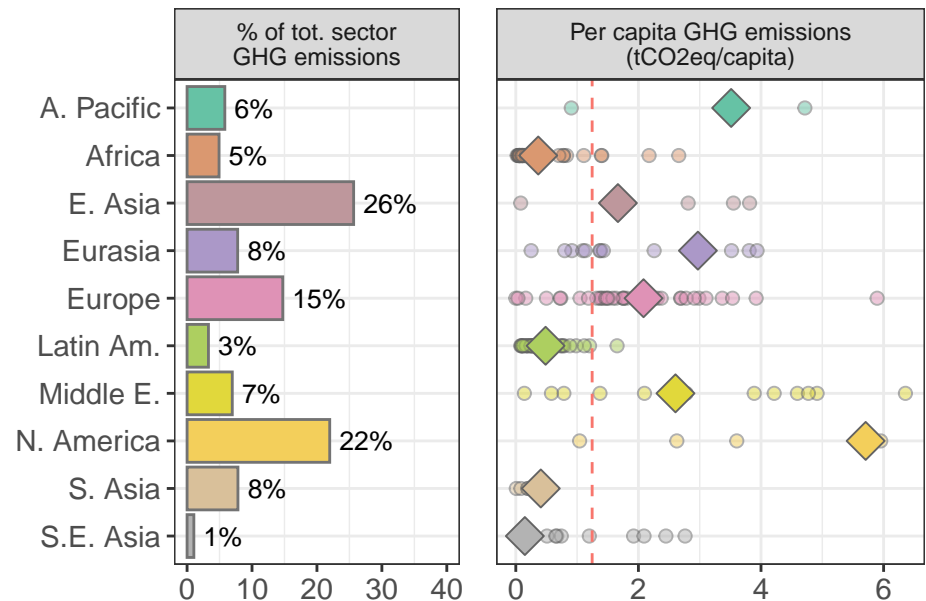 % of tot. sector
GHG emissions
Per capita GHG emissions
(tCO2eq/capita)
A. Pacific
6%
Africa
5%
E. Asia
26%
Eurasia
8%
Europe
15%
Latin Am.
3%
Middle E.
7%
N. America
22%
S. Asia
8%
S.E. Asia
1%
0 10 20 30 40
0 2 4 6